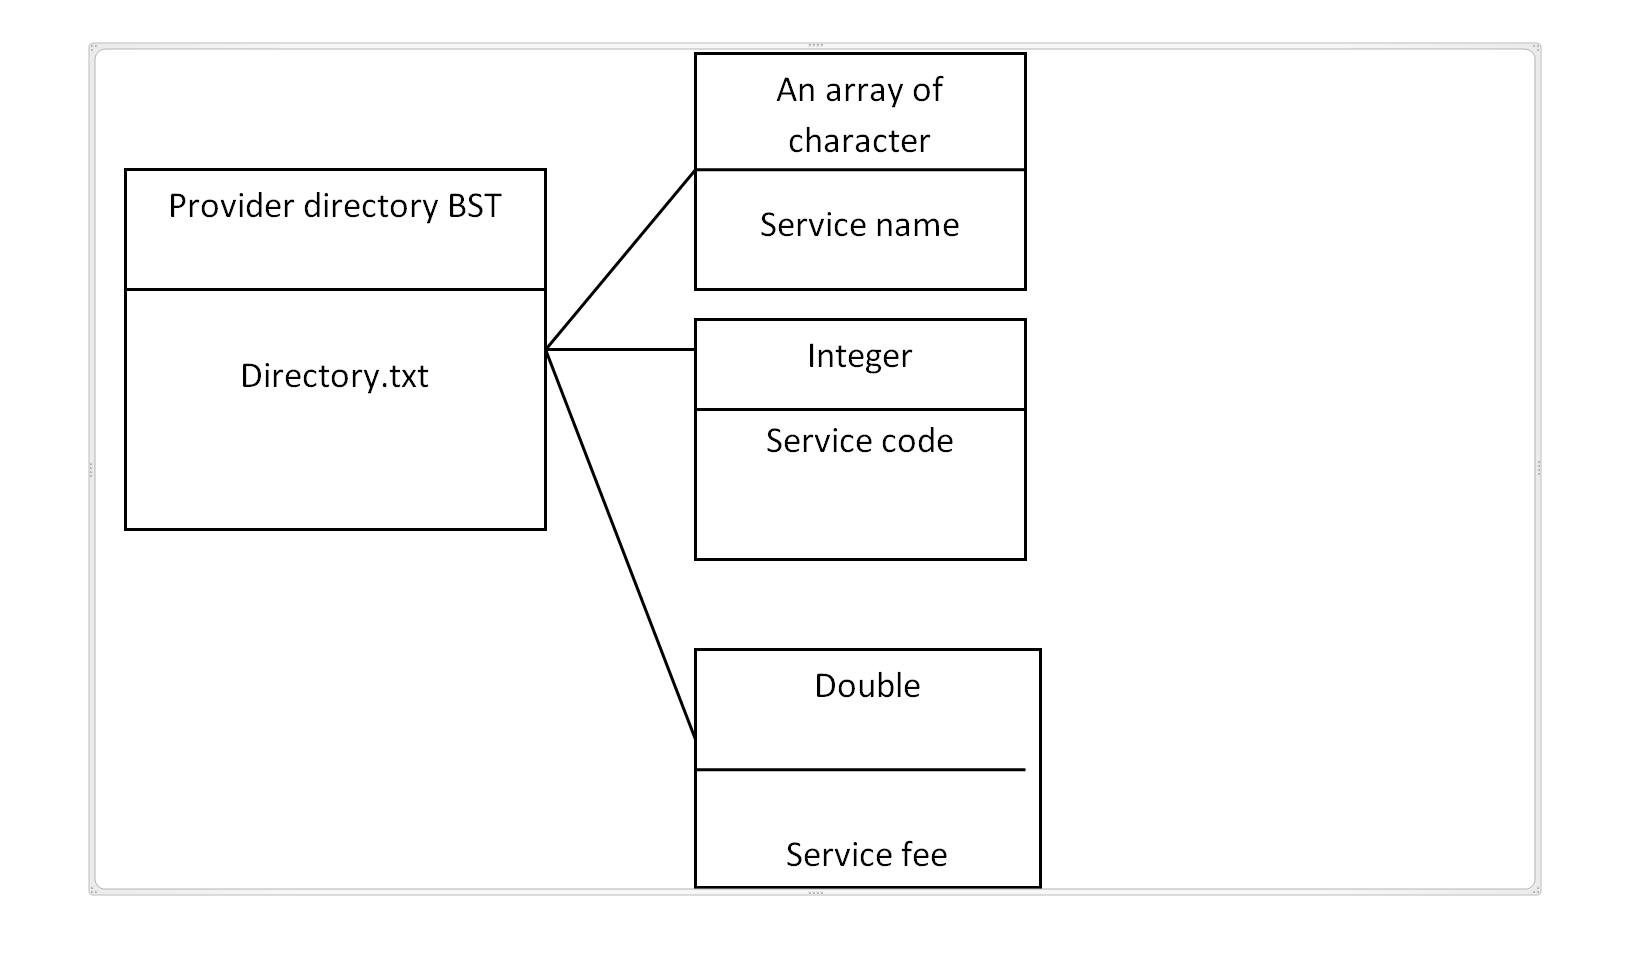 Provider directory BST
Directory.txt
An array of
character
Service name
Integer
Service code
Double
Service fee